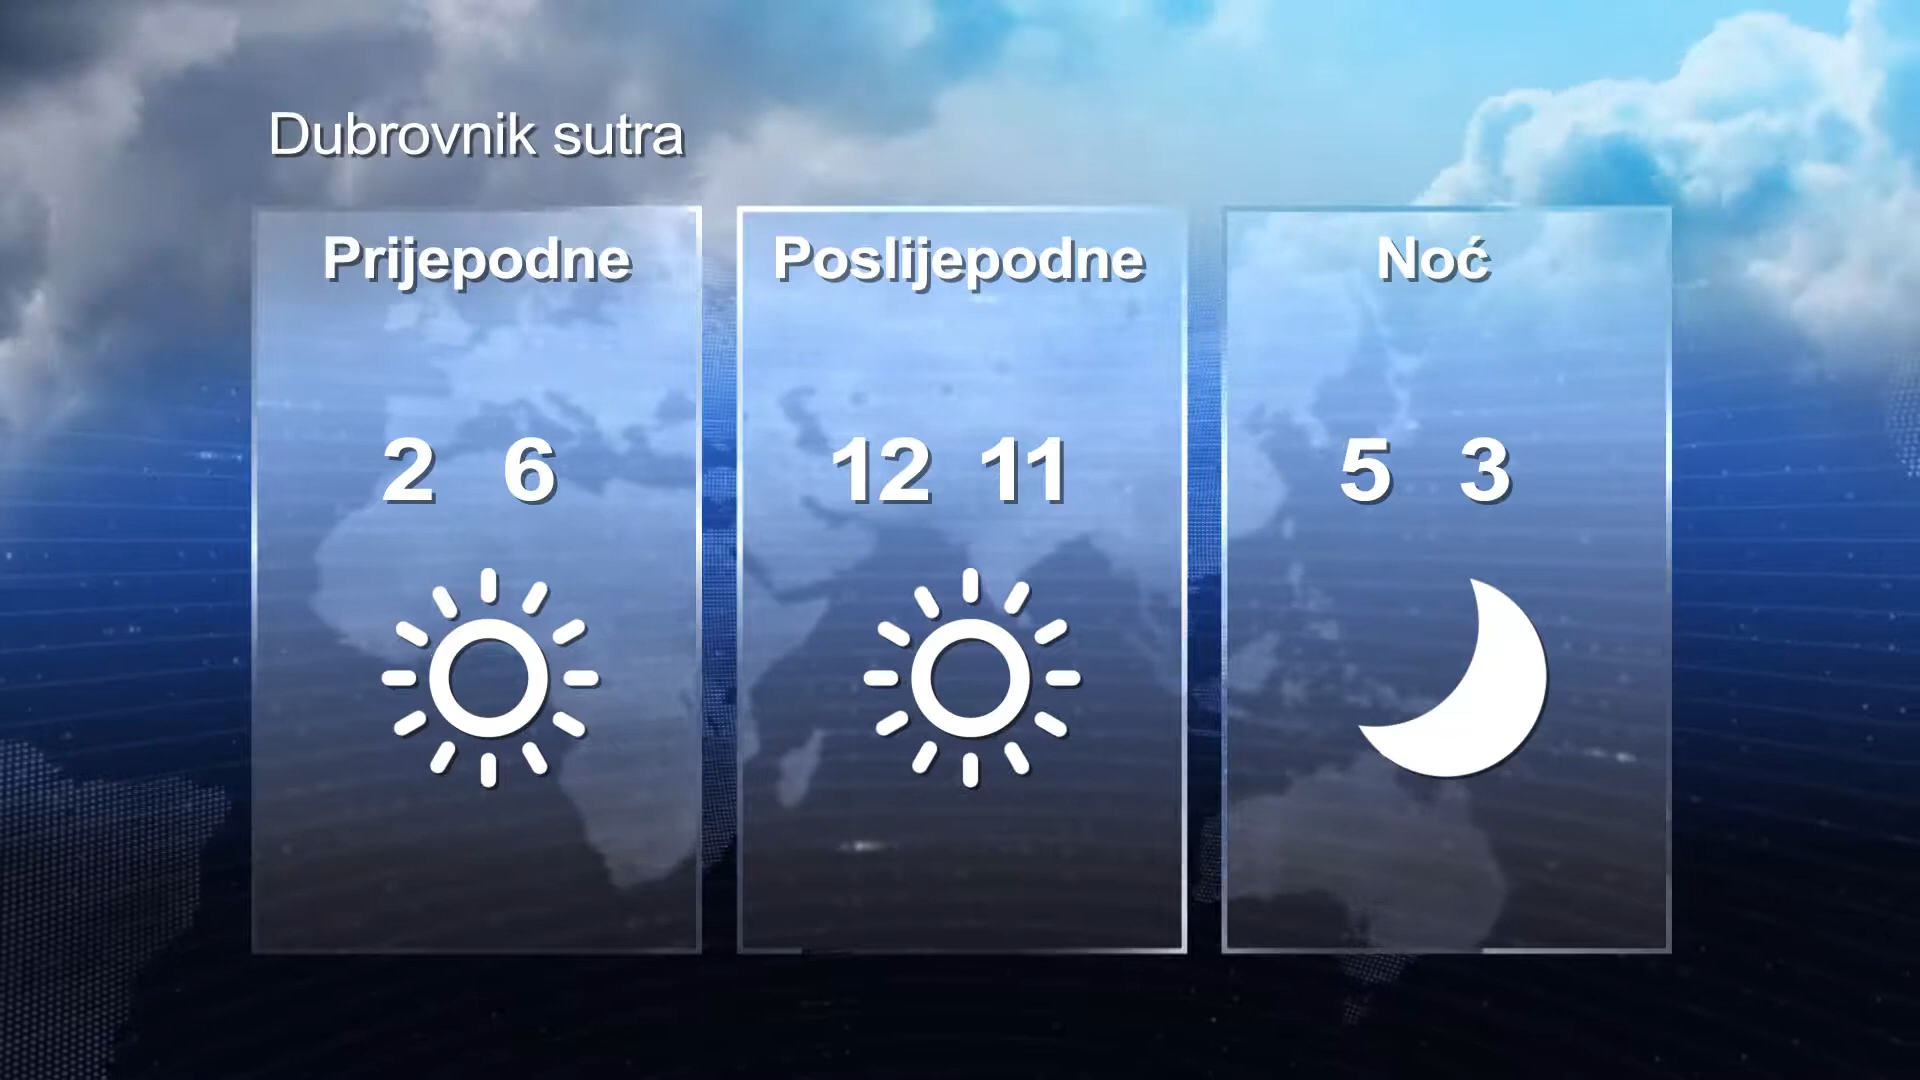 Dubrovnik sutra
Prijepodne
2 6
Poslijepodne
12 11
Noć
5 3